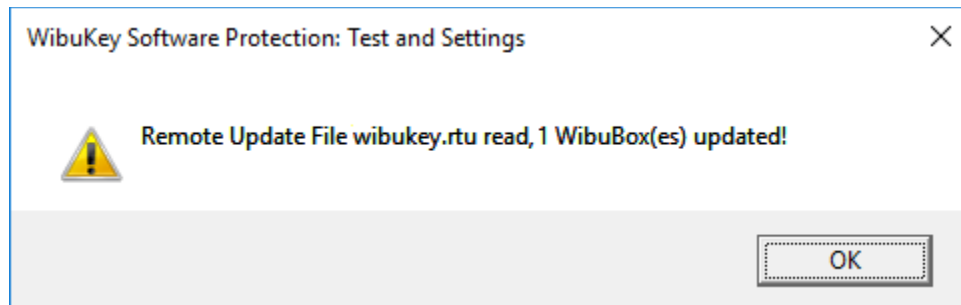 WibuKey Software Protection: Test and Settings
Remote Update File wibukey.rtu read, 1 WibuBox(es) updated!
OK